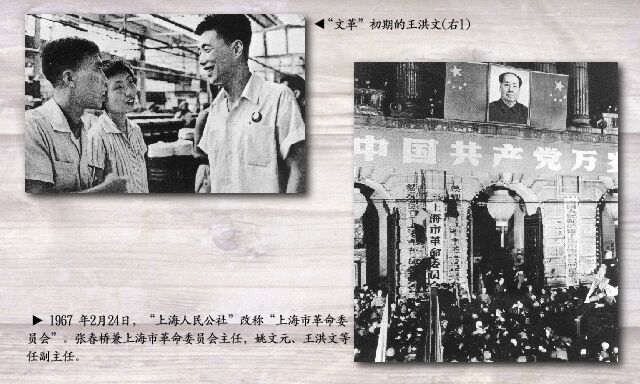 ◀“文革”初期的王洪文(右1)
中国共产党万
上海市革命委员
▶ 1967 年2月24日，“上海人民公社”改称“上海市革命委
员会”。张春桥兼上海市革命委员会主任，姚文元、王洪文等
任副主任。